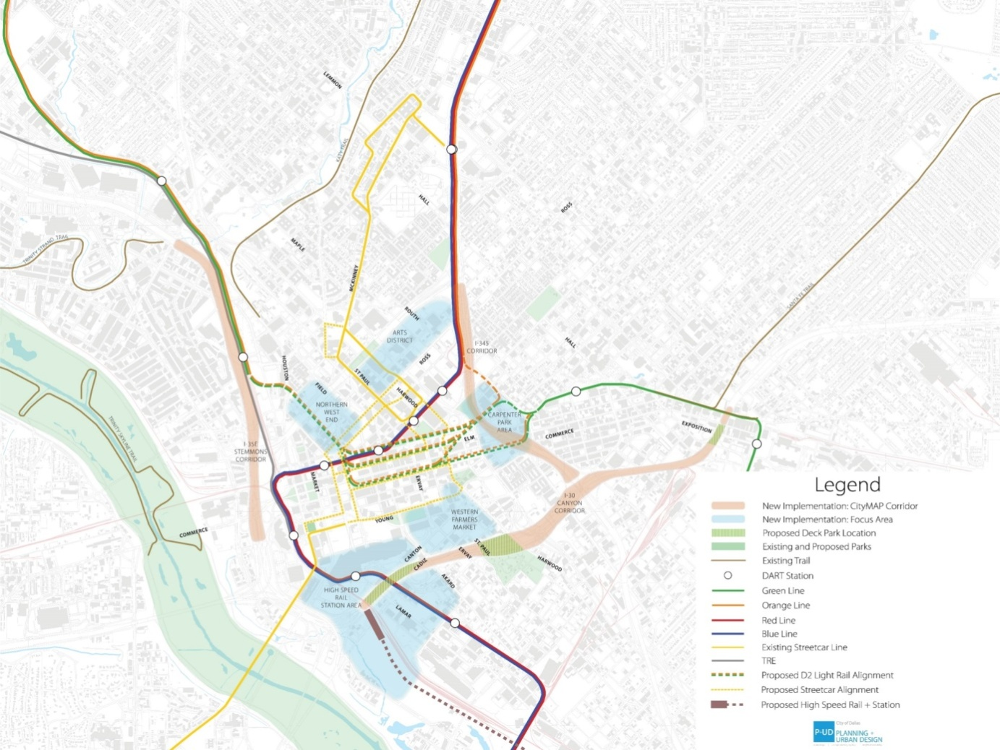 LEMMON
KATY TRAIL
HALL
ROSS
TRINITY STRAND TRAIL
MAPLE
MCKINNEY
SANTA FE TRAIL
ROUTH
ARTS
DISTRICT
I-345
CORRIDOR
HALL
ROSS
HOUSTON
ST PAUL
FIELD
HARWOOD
NORTHERN
WEST
END
CARPENTER
PARK
AREA
EXPOSITION
COMMERCE
ELM
TRINITY SKYLINE TRAIL
I-35E
STEMMONS
CORRIDOR
MARKET
ERVAY
I-30
CANYON
CORRIDOR
WESTERN
FARMERS
MARKET
YOUNG
COMMERCE
CANTON
CADIZ
ERVAY
ST. PAUL
HARWOOD
AKARD
HIGH SPEED
RAIL
STATION AREA
LAMAR
Legend
New Implementation: CityMAP Corridor
New Implementation: Focus Area
Proposed Deck Park Location
Existing and Proposed Parks
Existing Trail
DART Station
Green Line
Orange Line
Red Line
Blue Line
Existing Streetcar Line
TRE
Proposed D2 Light Rail Alignment
Proposed Streetcar Alignment
Proposed High Speed Rail + Station
City of Dallas
P+UD PLANNING +
URBAN DESIGN